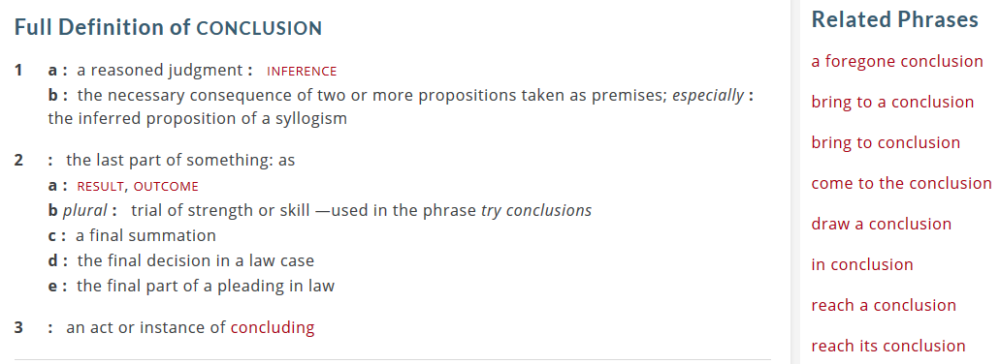 Full Definition of CONCLUSION
1 a : a reasoned judgment : INFERENCE
b : the necessary consequence of two or more propositions taken as premises; especially :
the inferred proposition of a syllogism
2 : the last part of something: as
a : RESULT, OUTCOME
b plural : trial of strength or skill —used in the phrase try conclusions
c : a final summation
d : the final decision in a law case
e : the final part of a pleading in law
3 : an act or instance of concluding
Related Phrases
a foregone conclusion
bring to a conclusion
bring to conclusion
come to the conclusion
draw a conclusion
in conclusion
reach a conclusion
reach its conclusion